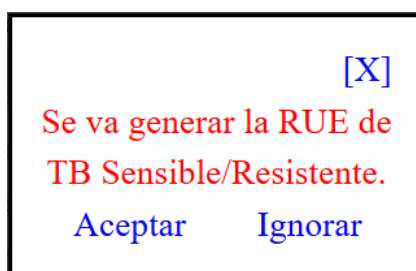 [X]
Se va generar la RUE de
TB Sensible/Resistente.
Aceptar Ignorar